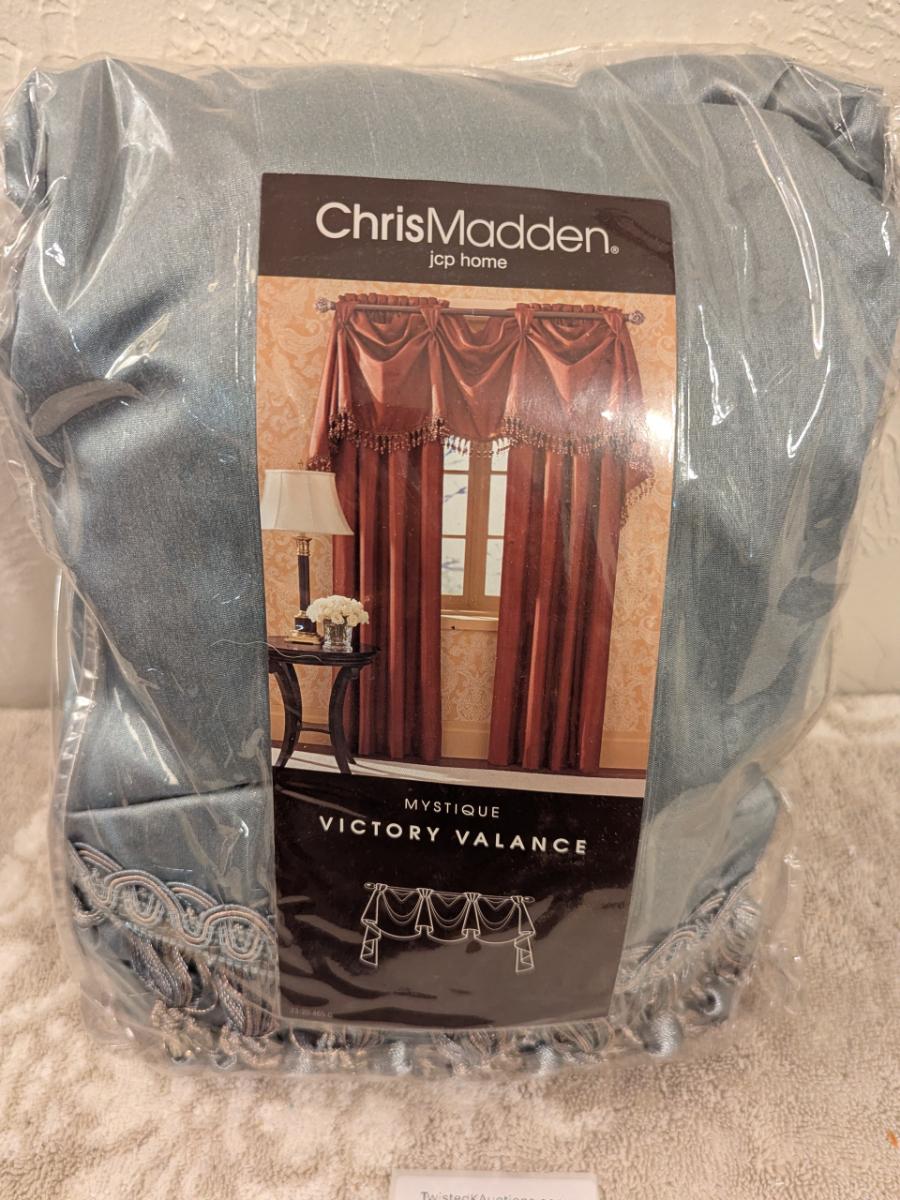 ChrisMadden®
jcp home
MYSTIQUE
VICTORY VALANCE